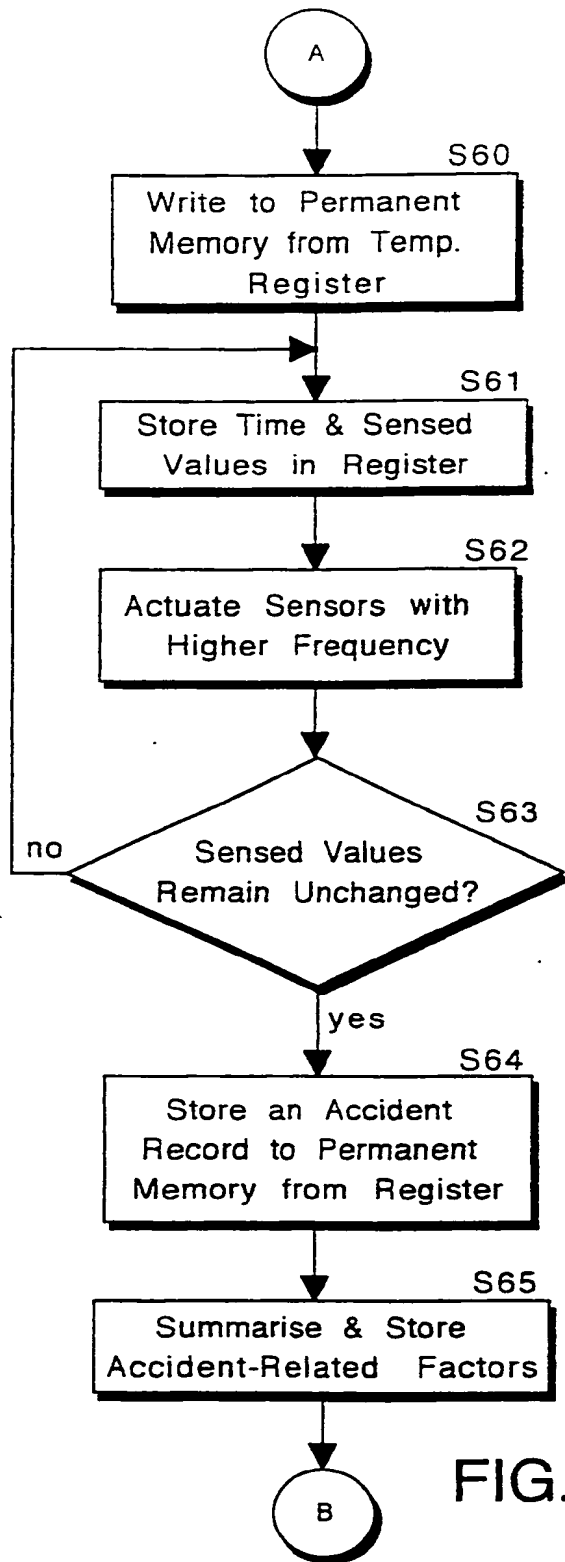 A
S60
Write to Permanent
Memory from Temp.
Register
S61
Store Time & Sensed
Values in Register
S62
Actuate Sensors with
Higher Frequency
S63
no
Sensed Values
Remain Unchanged?
yes
S64
Store an Accident
Record to Permanent
Memory from Register
S65
Summarise & Store
Accident-Related Factors
B
FIG.